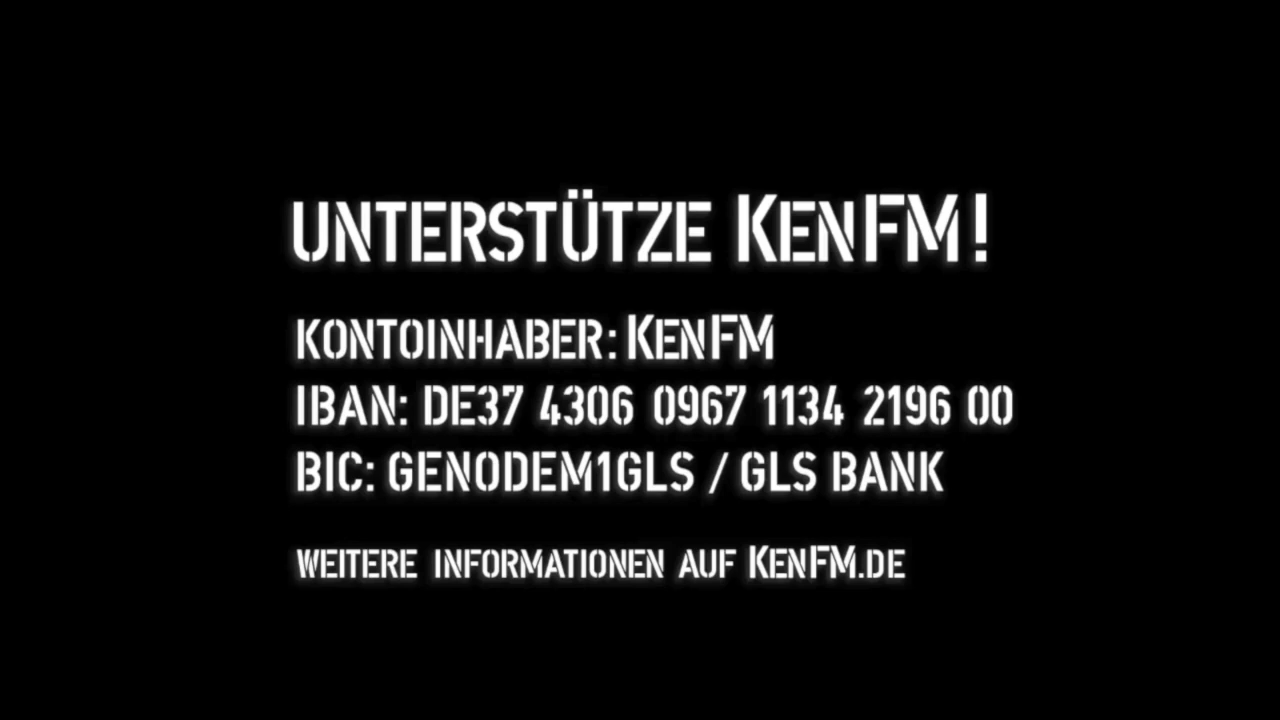 UNTERSTÜTZE KENFM!
KONTOINHABER: KENFM
IBAN: DE37 4306 0967 1134 2196 00
BIC: GENODEM1GLS / GLS BANK
WEITERE INFORMATIONEN AUF KENFM.DE